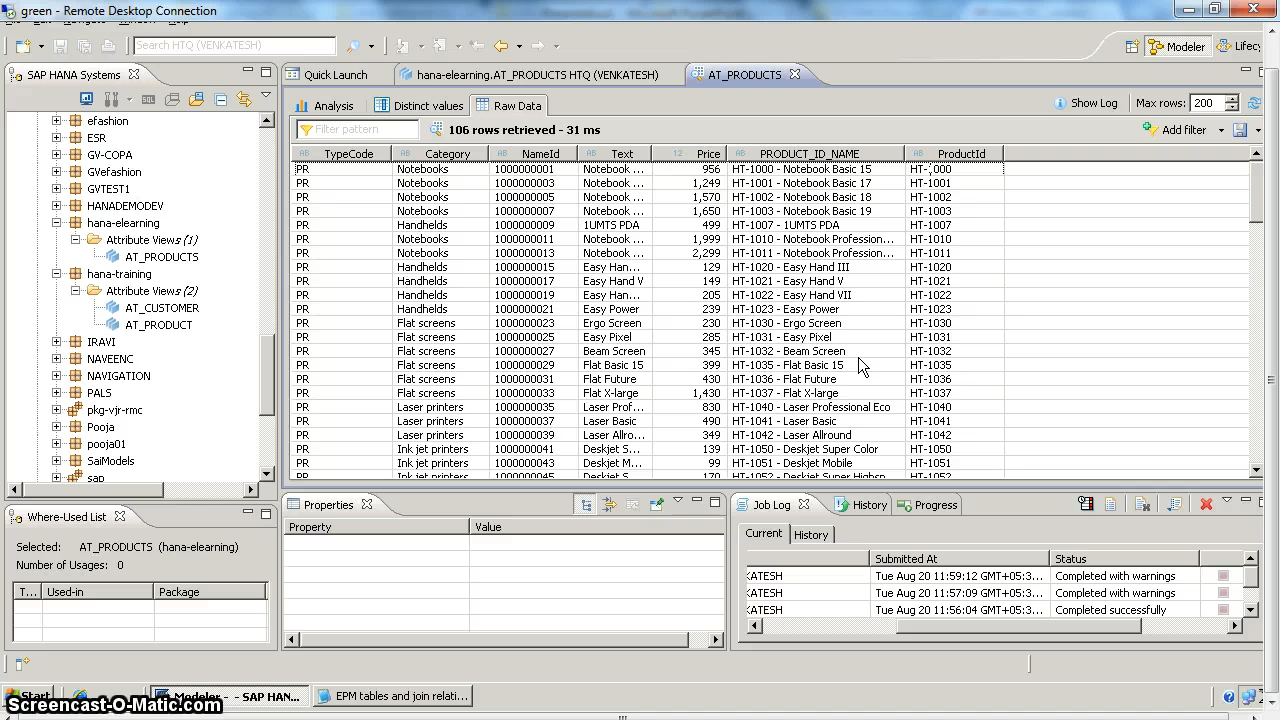 green - Remote Desktop Connection
Search HTQ (VENKATESH)
Modeler
Lifec
SAP HANA Systems
efashion
ESR
GV-COPA
GVefashion
GVTEST1
HANADEMODEV
hana-elearning
Attribute Views (1)
AT_PRODUCTS
hana-training
Attribute Views (2)
AT_CUSTOMER
AT_PRODUCT
IRAVI
NAVEENC
NAVIGATION
PALS
pkg-vjr-rmc
Pooja
pooja01
SaiModels
sap
Quick Launch
hana-elearning.AT_PRODUCTS HTQ (VENKATESH)
AT_PRODUCTS
Analysis
Distinct values
Raw Data
Show Log
Max rows: 200
Filter pattern
106 rows retrieved - 31 ms
Add filter
TypeCode Category NameId Text Price PRODUCT_ID_NAME ProductId
PR Notebooks 1000000001 Notebook ... 956 HT-1000 - Notebook Basic 15 HT-1000
PR Notebooks 1000000003 Notebook ... 1,249 HT-1001 - Notebook Basic 17 HT-1001
PR Notebooks 1000000005 Notebook ... 1,570 HT-1002 - Notebook Basic 18 HT-1002
PR Notebooks 1000000007 Notebook ... 1,650 HT-1003 - Notebook Basic 19 HT-1003
PR Handhelds 1000000009 1UMTS PDA 499 HT-1007 - 1UMTS PDA HT-1007
PR Notebooks 1000000011 Notebook ... 1,999 HT-1010 - Notebook Profession... HT-1010
PR Notebooks 1000000013 Notebook ... 2,299 HT-1011 - Notebook Profession... HT-1011
PR Handhelds 1000000015 Easy Han... 129 HT-1020 - Easy Hand III HT-1020
PR Handhelds 1000000017 Easy Hand V 149 HT-1021 - Easy Hand V HT-1021
PR Handhelds 1000000019 Easy Han... 205 HT-1022 - Easy Hand VII HT-1022
PR Handhelds 1000000021 Easy Power 239 HT-1023 - Easy Power HT-1023
PR Flat screens 1000000023 Ergo Screen 230 HT-1030 - Ergo Screen HT-1030
PR Flat screens 1000000025 Easy Pixel 285 HT-1031 - Easy Pixel HT-1031
PR Flat screens 1000000027 Beam Screen 345 HT-1032 - Beam Screen HT-1032
PR Flat screens 1000000029 Flat Basic 15 399 HT-1035 - Flat Basic 15 HT-1035
PR Flat screens 1000000031 Flat Future 430 HT-1036 - Flat Future HT-1036
PR Flat screens 1000000033 Flat X-large 1,430 HT-1037 - Flat X-large HT-1037
PR Laser printers 1000000035 Laser Prof... 830 HT-1040 - Laser Professional Eco HT-1040
PR Laser printers 1000000037 Laser Basic 490 HT-1041 - Laser Basic HT-1041
PR Laser printers 1000000039 Laser Allro... 349 HT-1042 - Laser Allround HT-1042
PR Ink jet printers 1000000041 Deskjet S... 139 HT-1050 - Deskjet Super Color HT-1050
PR Ink jet printers 1000000043 Deskjet M... 99 HT-1051 - Deskjet Mobile HT-1051
PR Ink jet printers 1000000045 Deskjet S... 170 HT-1052 - Deskjet Super Highsp... HT-1052
Where-Used List
Selected: AT_PRODUCTS (hana-elearning)
Number of Usages: 0
T... Used-in Package
Properties
Property Value
Job Log
History
Progress
Current History
Submitted At Status
KATESH Tue Aug 20 11:59:12 GMT+05:3... Completed with warnings
KATESH Tue Aug 20 11:57:09 GMT+05:3... Completed with warnings
KATESH Tue Aug 20 11:56:04 GMT+05:3... Completed successfully
Start
Modeler - - SAP HAN...
EPM tables and join relati...
Screencast-O-Matic.com